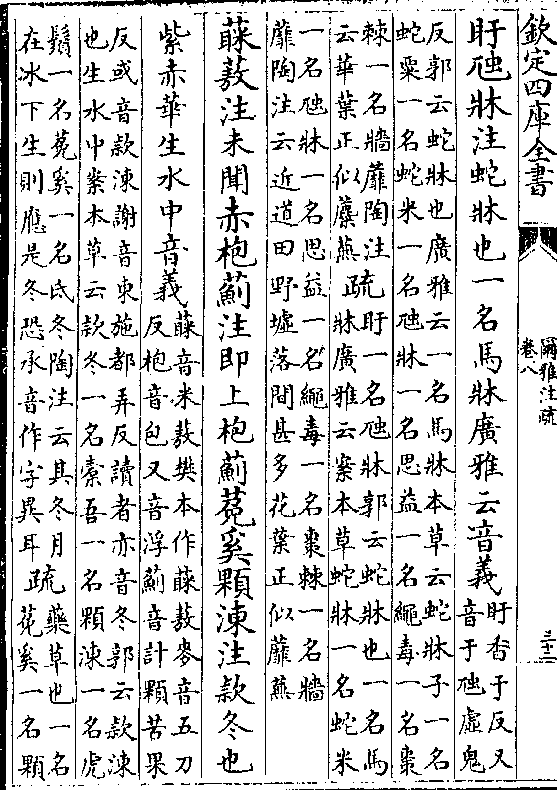 欽定四庫全書
爾雅注疏
卷八
三十二
盱虺牀注蛇牀也一名馬牀廣雅云音義
盱香于反又
音于虺虛鬼
反郭云蛇牀也廣雅云一名馬牀本草云蛇牀子一名
蛇粟一名蛇米一名虺牀一名思益一名繩毒一名棗
棘一名牆蘼陶注
云華葉正似蘼蕪
疏
盱一名虺牀郭云蛇牀也一名馬
牀廣雅云案本草蛇牀一名蛇米
一名虺牀一名思益一名繩毒一名棗棘一名牆
蘼陶注云近道田野墟落間甚多花葉正似蘼蕪
蔝蔜注未聞赤枹薊注即上枹薊菟奚顆涷注款冬也
紫赤華生水中音義
蔝音米蔜樊本作蔝蔜麥音五刀
反枹音包又音浮薊音計顆苦果
反或音款涷謝音東施都弄反讀者亦音冬郭云款涷
也生水中案本草云款冬一名橐吾一名顆涷一名虎
鬚一名菟奚一名氐冬陶注云其冬月
在冰下生則應是冬恐承音作字異耳
疏
藥草也一名
菟奚一名顆